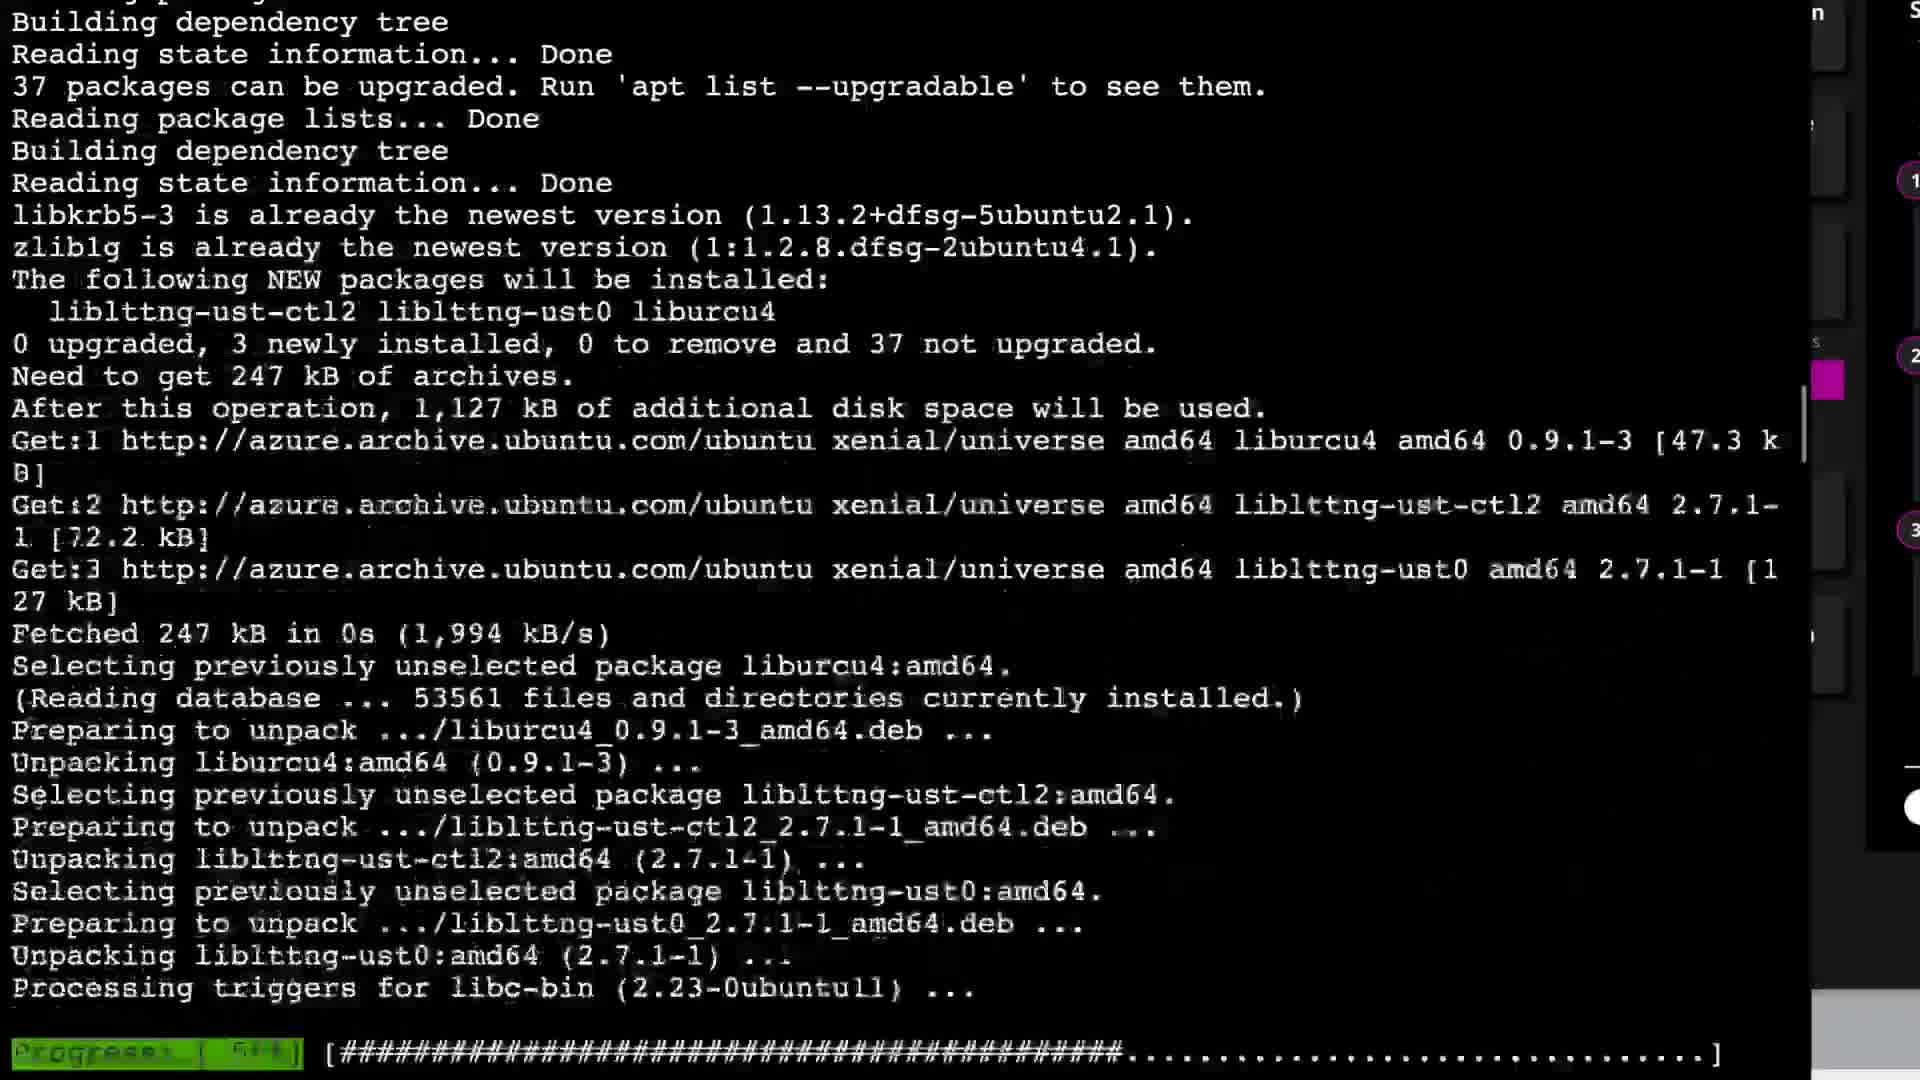 Building dependency tree
Reading state information... Done
37 packages can be upgraded. Run 'apt list --upgradable' to see them.
Reading package lists... Done
Building dependency tree
Reading state information... Done
libkrb5-3 is already the newest version (1.13.2+dfsg-5ubuntu2.1).
zlib1g is already the newest version (1:1.2.8.dfsg-2ubuntu4.1).
The following NEW packages will be installed:
liblttng-ust-ctl2 liblttng-ust0 liburcu4
0 upgraded, 3 newly installed, 0 to remove and 37 not upgraded.
Need to get 247 kB of archives.
After this operation, 1,127 kB of additional disk space will be used.
Get:1 http://azure.archive.ubuntu.com/ubuntu xenial/universe amd64 liburcu4 amd64 0.9.1-3 [47.3 k
B]
Get:2 http://azure.archive.ubuntu.com/ubuntu xenial/universe amd64 liblttng-ust-ctl2 amd64 2.7.1-
1 [72.2 kB]
Get:3 http://azure.archive.ubuntu.com/ubuntu xenial/universe amd64 liblttng-ust0 amd64 2.7.1-1 [1
27 kB]
Fetched 247 kB in 0s (1,994 kB/s)
Selecting previously unselected package liburcu4:amd64.
(Reading database ... 53561 files and directories currently installed.)
Preparing to unpack .../liburcu4_0.9.1-3_amd64.deb ...
Unpacking liburcu4:amd64 (0.9.1-3) ...
Selecting previously unselected package liblttng-ust-ctl2:amd64.
Preparing to unpack .../liblttng-ust-ctl2_2.7.1-1_amd64.deb ...
Unpacking liblttng-ust-ctl2:amd64 (2.7.1-1) ...
Selecting previously unselected package liblttng-ust0:amd64.
Preparing to unpack .../liblttng-ust0_2.7.1-1_amd64.deb ...
Unpacking liblttng-ust0:amd64 (2.7.1-1) ...
Processing triggers for libc-bin (2.23-0ubuntu11) ...
Progress: [
1
2
3